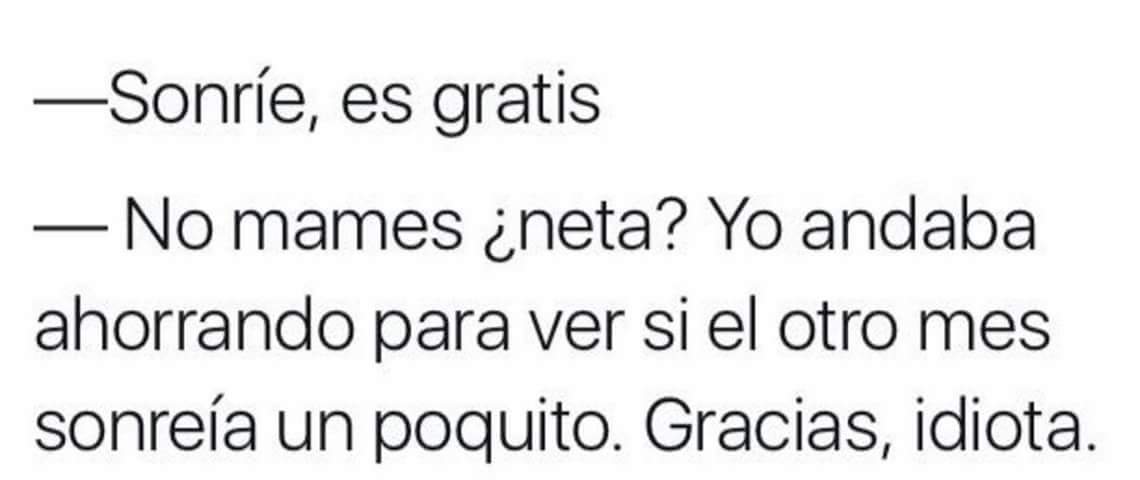 —Sonríe, es gratis
— No mames ¿neta? Yo andaba
ahorrando para ver si el otro mes
sonreía un poquito. Gracias, idiota.